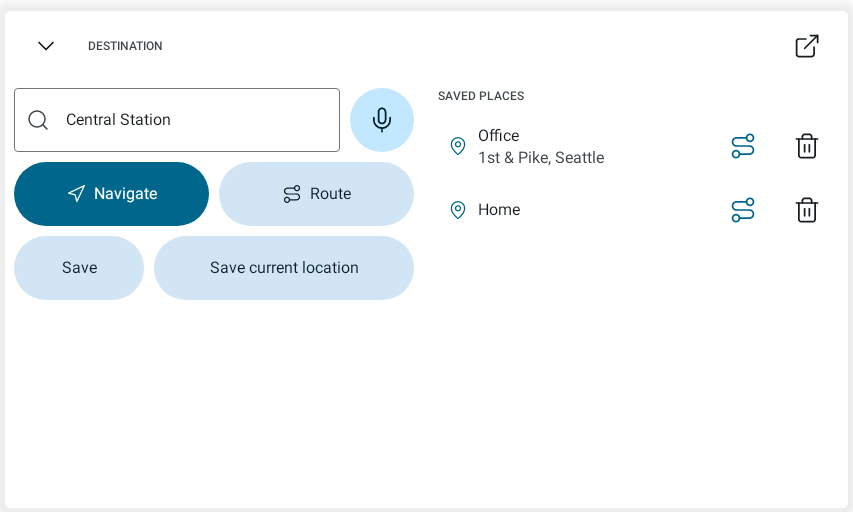 DESTINATION
Central Station
Navigate
Route
Save
Save current location
SAVED PLACES
Office
1st & Pike, Seattle
Home